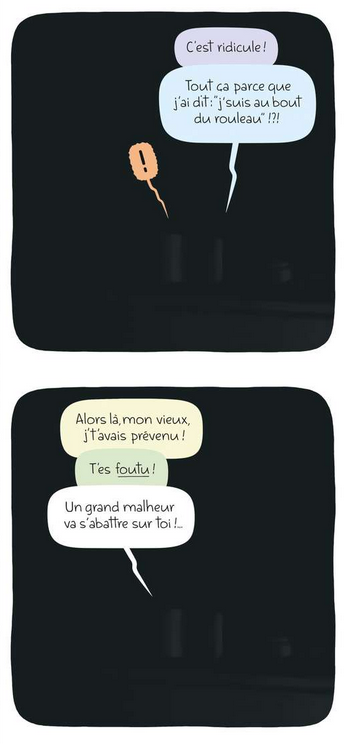 C'est ridicule !
Tout ca parce que
j'ai dit : "j'suis au bout
du rouleau" !?!
!
Alors là, mon vieux,
j't'avais prévenu !
T'es foutu !
Un grand malheur
va s'abattre sur toi !...